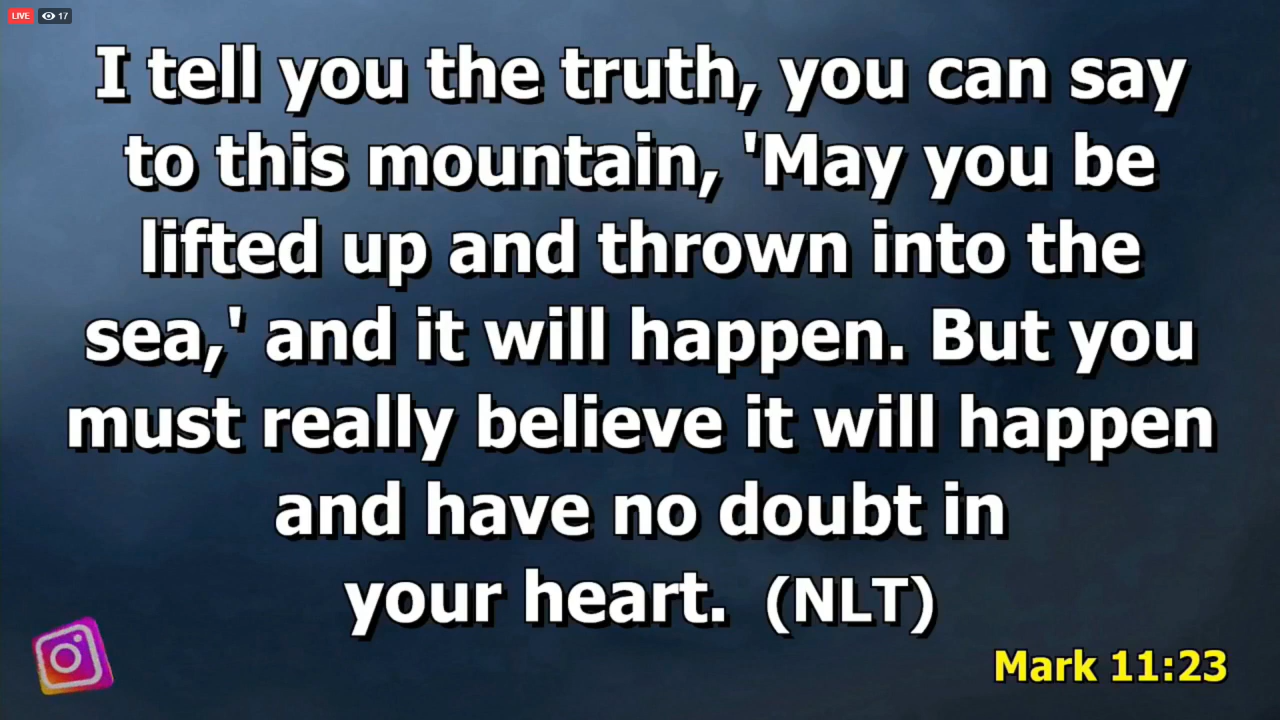 LIVE 17
I tell you the truth, you can say
to this mountain, 'May you be
lifted up and thrown into the
sea,' and it will happen. But you
must really believe it will happen
and have no doubt in
your heart. (NLT)
Mark 11:23